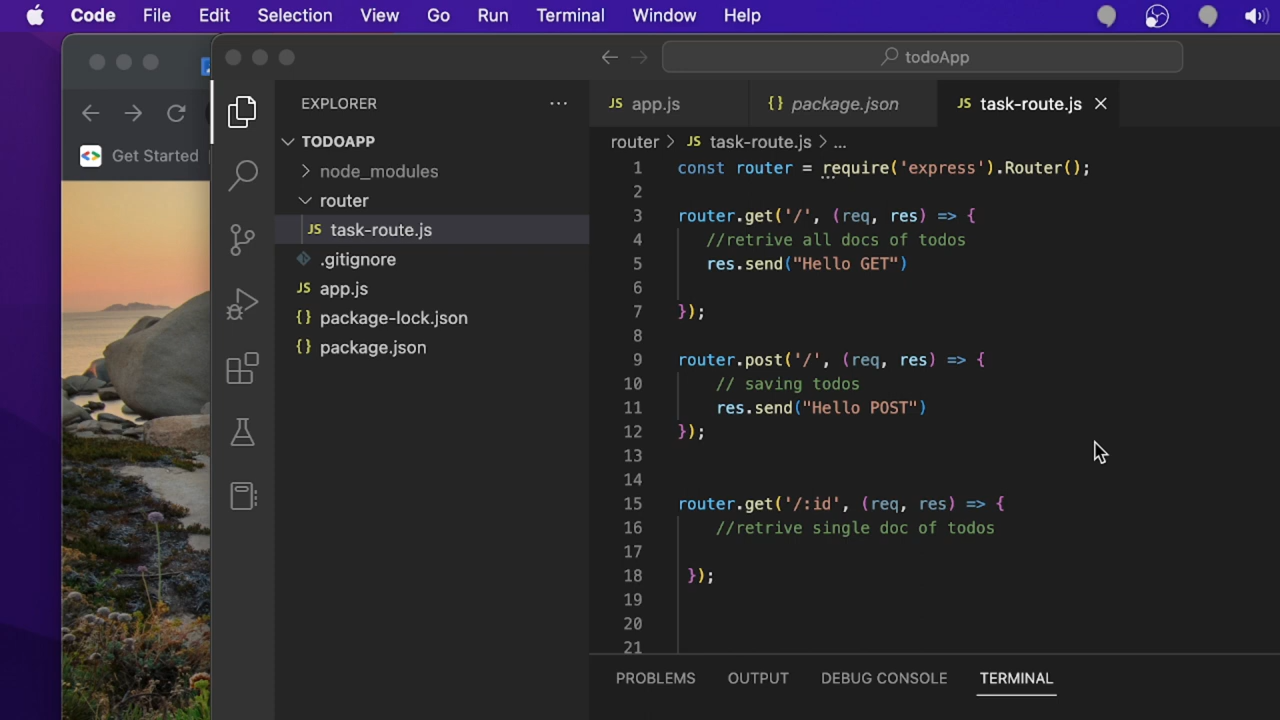 Code File Edit Selection View Go Run Terminal Window Help
todoApp
Get Started
EXPLORER
TODOAPP
node_modules
router
JS task-route.js
.gitignore
JS app.js
{} package-lock.json
{} package.json
JS app.js {} package.json JS task-route.js
router > JS task-route.js > ...
1 const router = require('express').Router();
2
3 router.get('/', (req, res) => {
4 //retrive all docs of todos
5 res.send("Hello GET")
6
7 });
8
9 router.post('/', (req, res) => {
10 // saving todos
11 res.send("Hello POST")
12 });
13
14
15 router.get('/:id', (req, res) => {
16 //retrive single doc of todos
17
18 });
19
20
21
PROBLEMS OUTPUT DEBUG CONSOLE TERMINAL